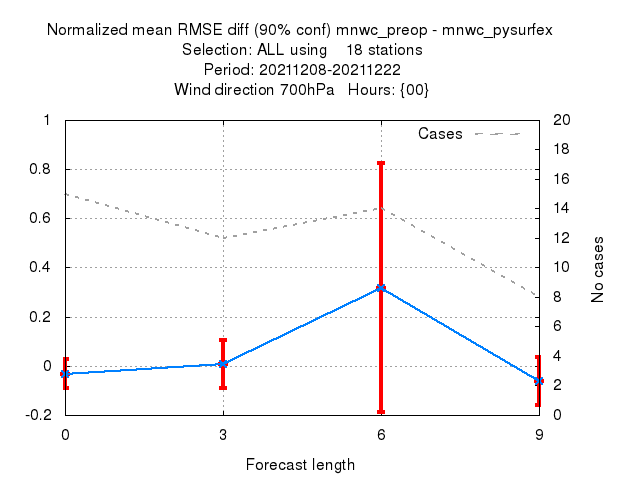 Normalized mean RMSE diff (90% conf) mnwc_preop - mnwc_pysurfex
Selection: ALL using    18 stations
Period: 20211208-20211222
Wind direction 700hPa   Hours: {00}
1
0.8
0.6
0.4
0.2
0
-0.2
Cases
20
18
16
14
12
10
8
6
4
2
0
No cases
0 3 6 9
Forecast length